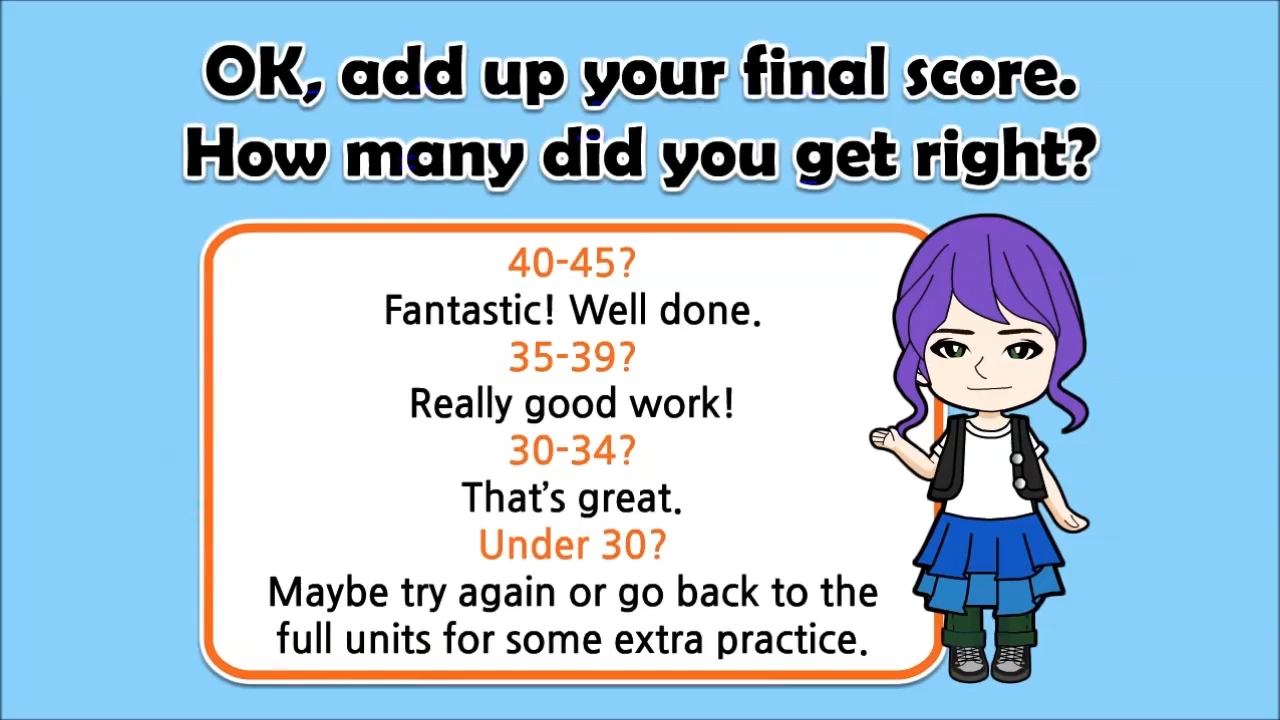 OK, add up your final score.
How many did you get right?
40-45?
Fantastic! Well done.
35-39?
Really good work!
30-34?
That's great.
Under 30?
Maybe try again or go back to the
full units for some extra practice.